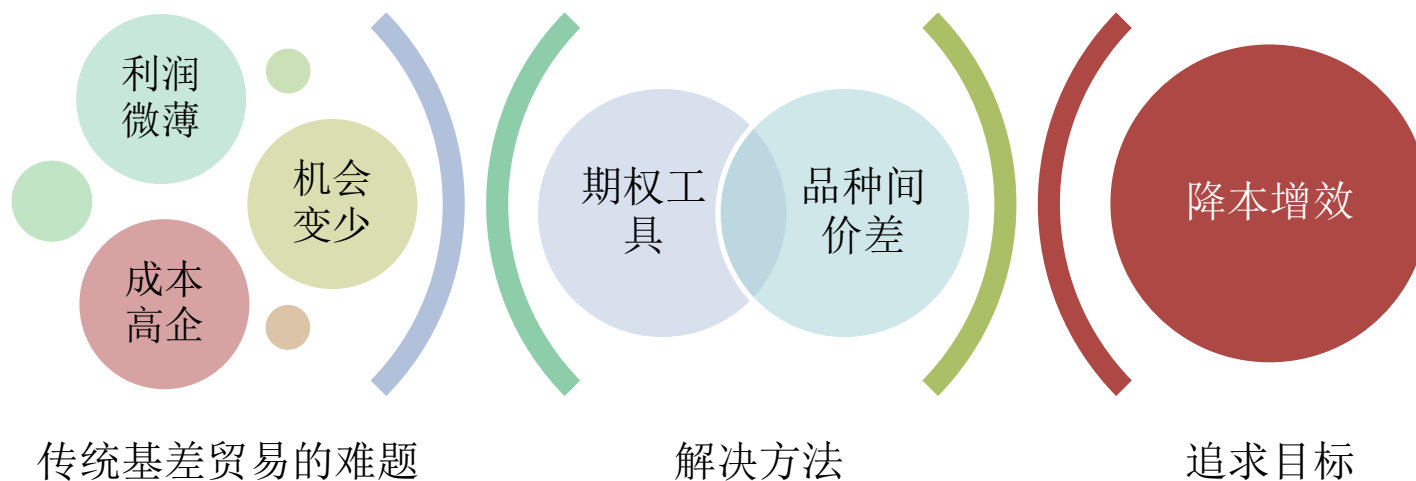 利润
微薄
机会
变少
成本
高企
传统基差贸易的难题
期权工
具
品种间
价差
解决方法
降本增效
追求目标